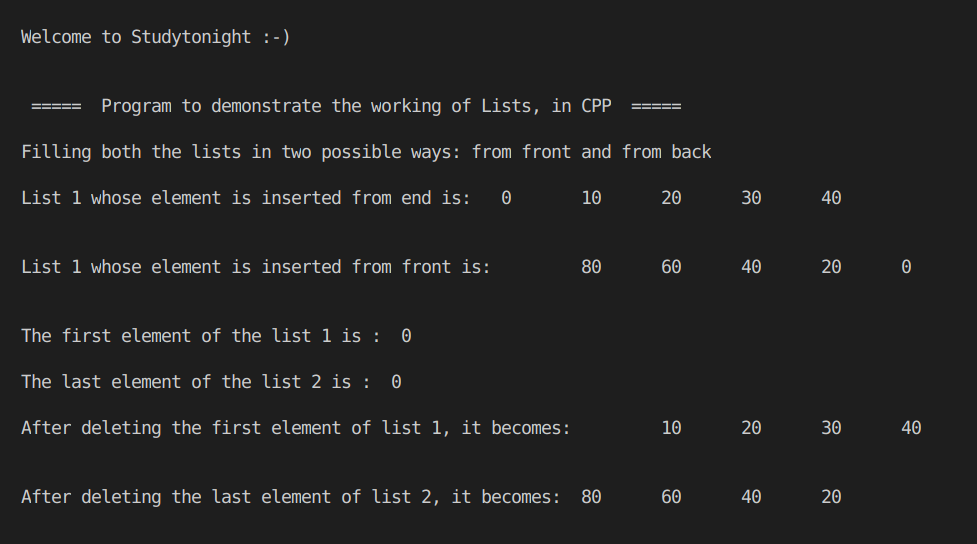 Welcome to Studytonight :-)
===== Program to demonstrate the working of Lists, in CPP =====
Filling both the lists in two possible ways: from front and from back
List 1 whose element is inserted from end is: 0 10 20 30 40
List 1 whose element is inserted from front is: 80 60 40 20 0
The first element of the list 1 is : 0
The last element of the list 2 is : 0
After deleting the first element of list 1, it becomes: 10 20 30 40
After deleting the last element of list 2, it becomes: 80 60 40 20